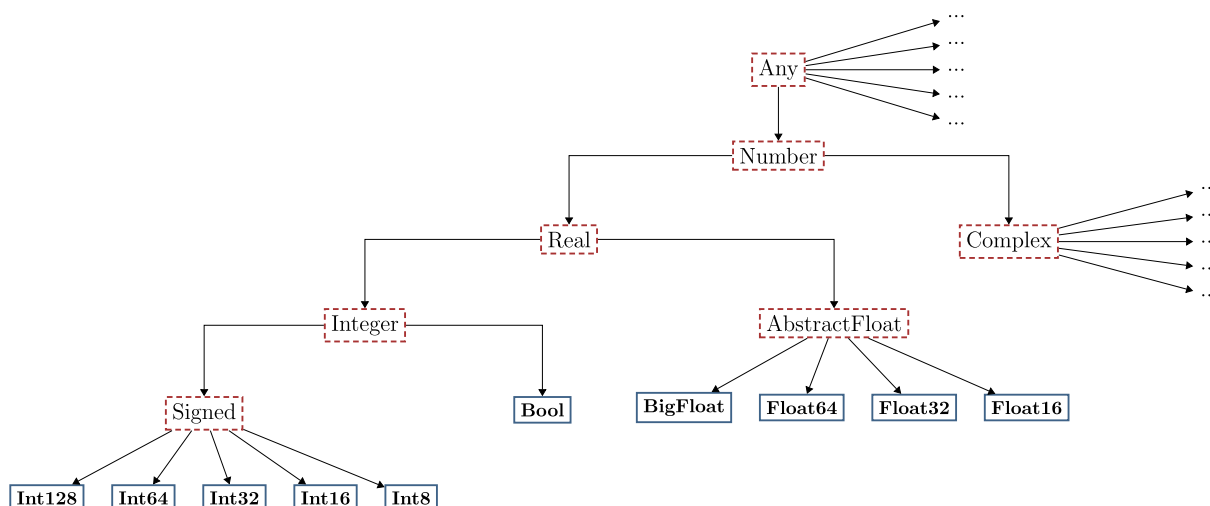 ...
...
Any
...
...
...
Number
Real
Complex
..
..
..
..
..
Integer
AbstractFloat
Signed
Bool
BigFloat
Float64
Float32
Float16
Int128
Int64
Int32
Int16
Int8